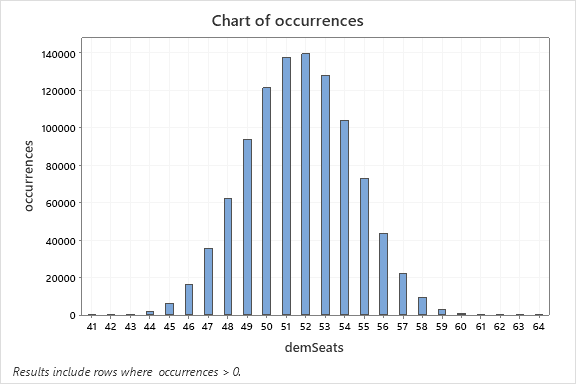 Chart of occurrences
140000
120000
100000
80000
60000
40000
20000
0
occurrences
41 42 43 44 45 46 47 48 49 50 51 52 53 54 55 56 57 58 59 60 61 62 63 64
demSeats
Results include rows where occurrences > 0.